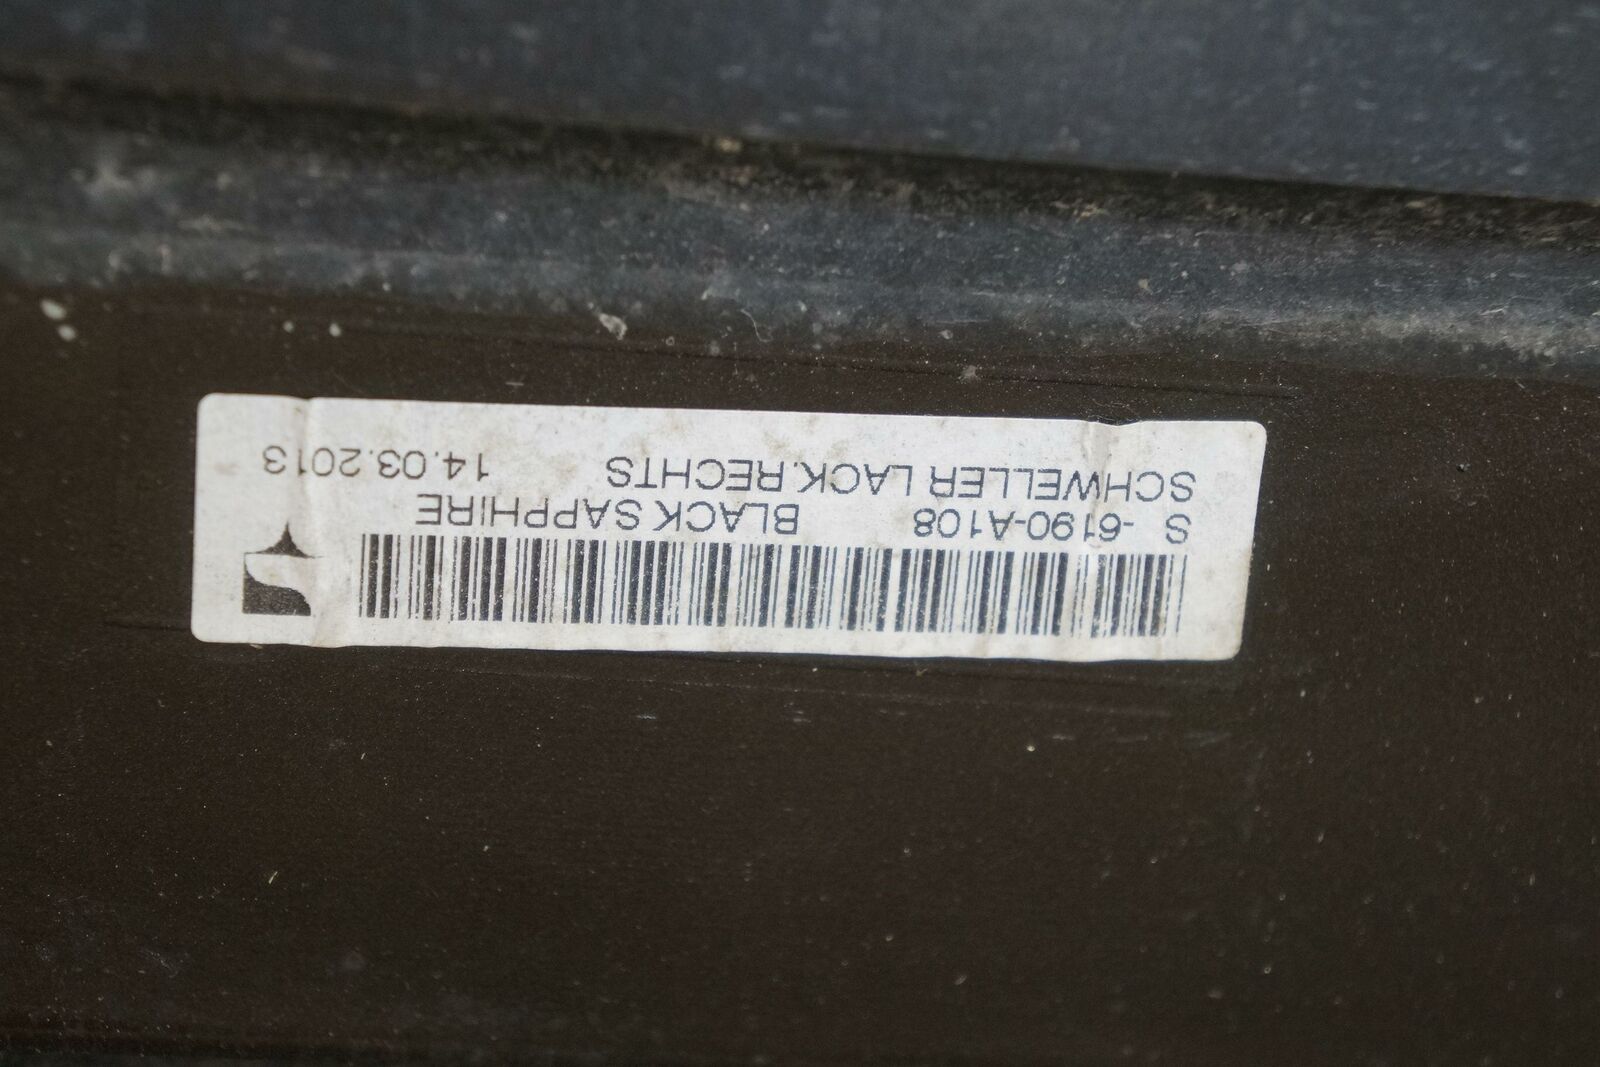 S -6190-A108 BLACK SAPPHIRE
SCHWELLER LACK.RECHTS 14.03.2013